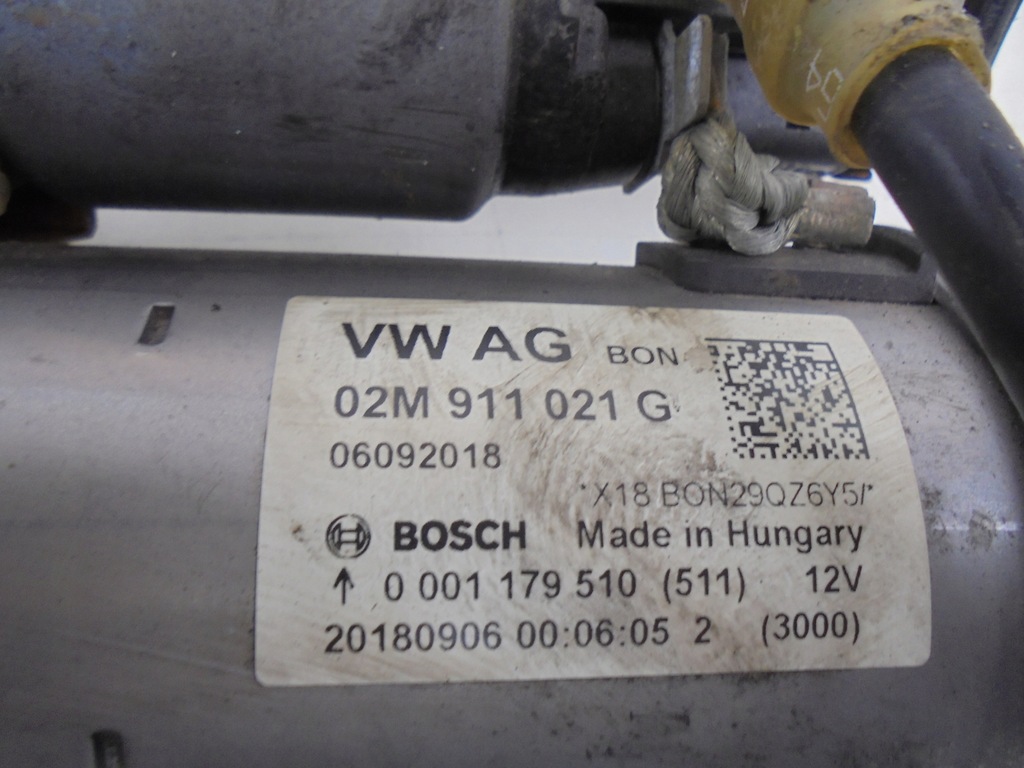 VW AG BON
02M 911 021 G
06092018
*X18 BON29QZ6Y5/*
BOSCH Made in Hungary
↑ 0 001 179 510 (511) 12V
20180906 00:06:05 2 (3000)